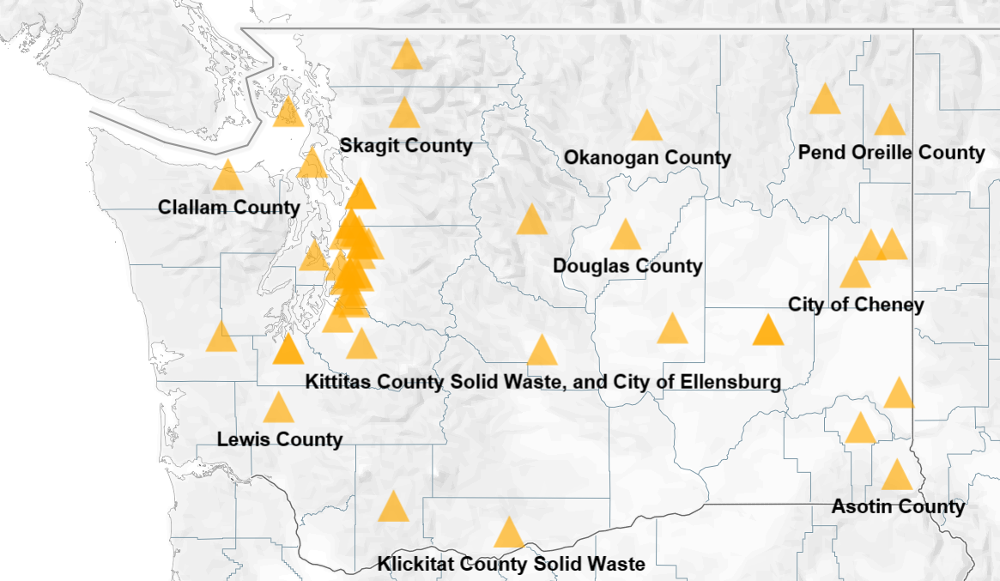 Skagit County
Okanogan County
Pend Oreille County
Clallam County
Douglas County
City of Cheney
Kittitas County Solid Waste, and City of Ellensburg
Lewis County
Asotin County
Klickitat County Solid Waste